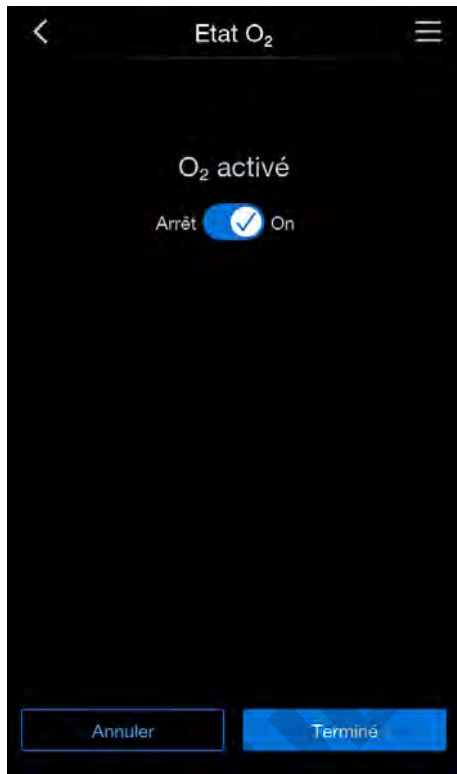 Etat O₂
O₂ activé
Arrêt On
Annuler Terminé